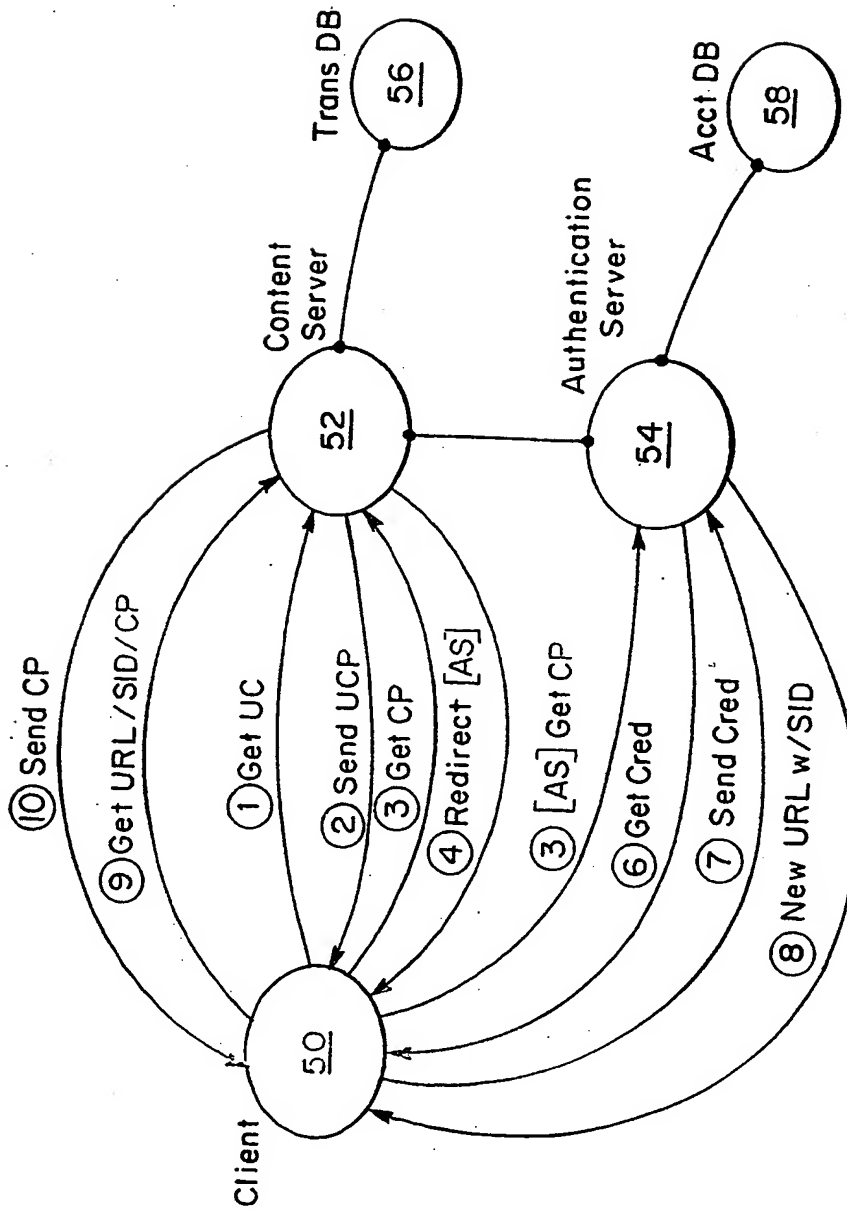 Client
50
⑩ Send CP
⑨ Get URL/SID/CP
① Get UC
② Send UCP
③ Get CP
④ Redirect [AS]
③ [AS] Get CP
⑥ Get Cred
⑦ Send Cred
⑧ New URL w/SID
Content
Server
52
Authentication
Server
54
Trans DB
56
Acct DB
58